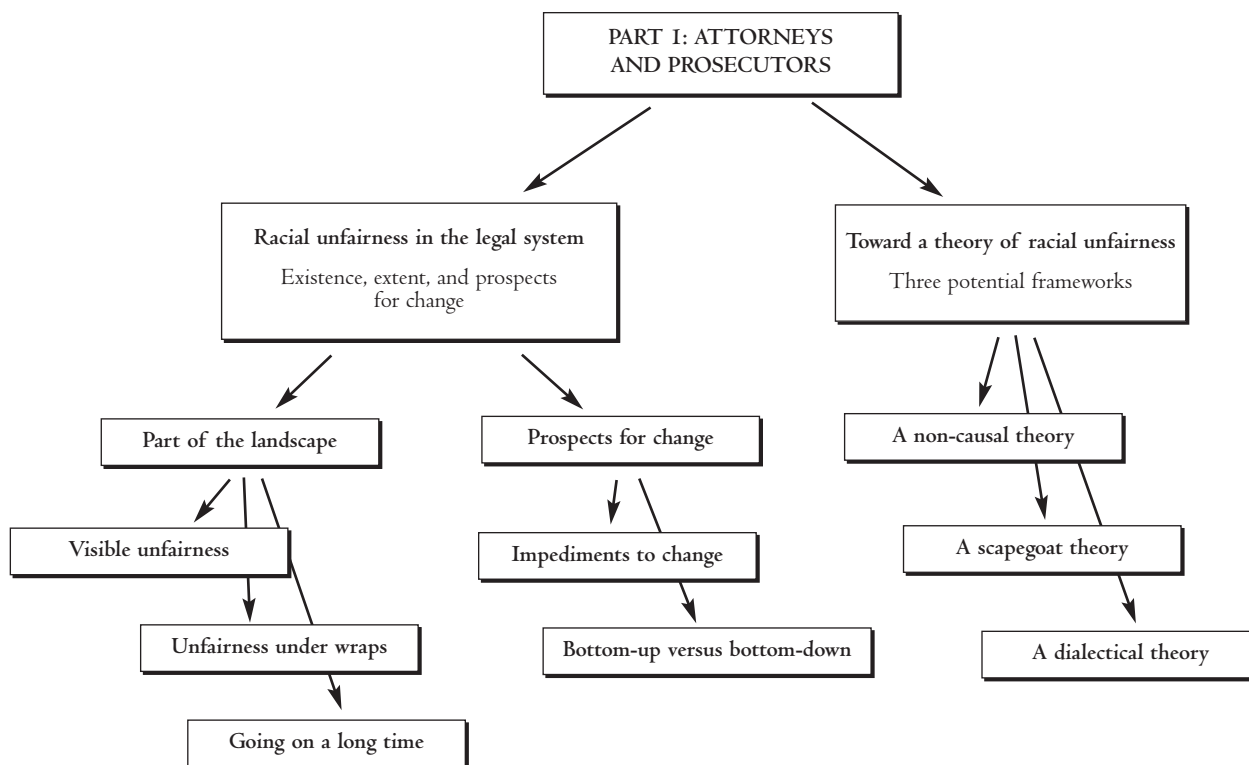 PART I: ATTORNEYS
AND PROSECUTORS
Racial unfairness in the legal system
Existence, extent, and prospects
for change
Toward a theory of racial unfairness
Three potential frameworks
Part of the landscape
Prospects for change
A non-causal theory
Visible unfairness
Impediments to change
A scapegoat theory
Unfairness under wraps
Bottom-up versus bottom-down
A dialectical theory
Going on a long time